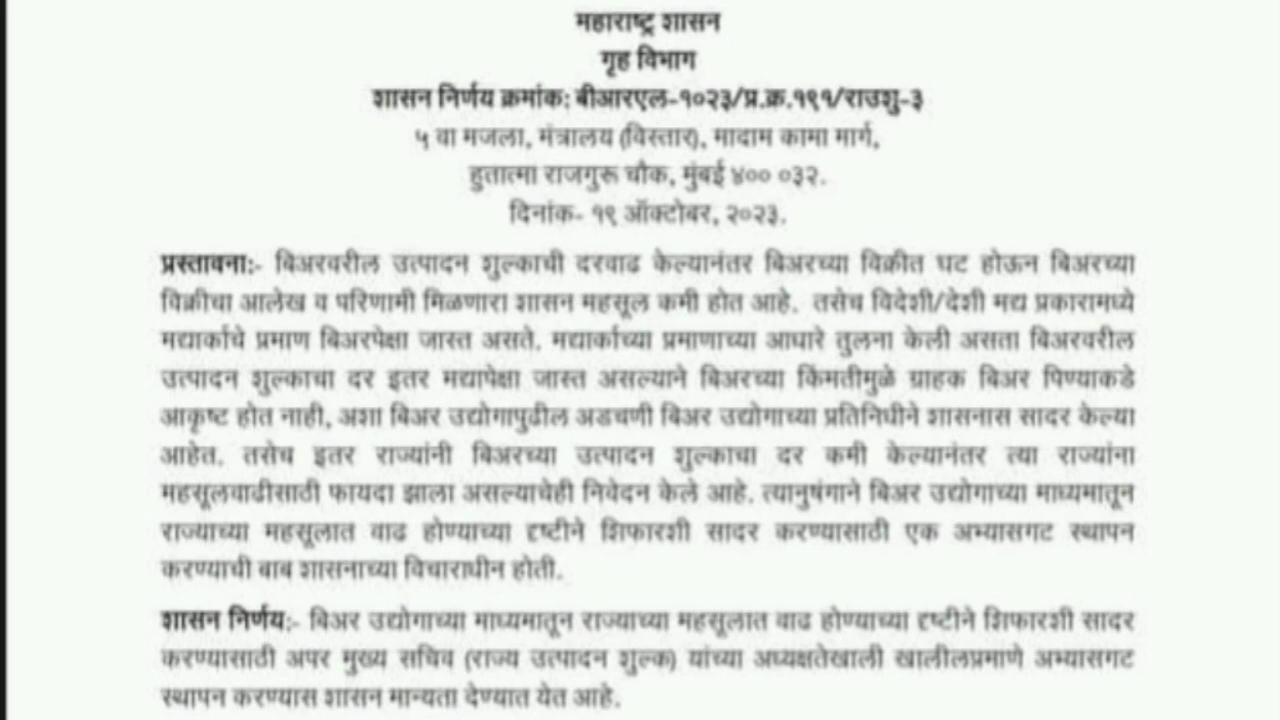 महाराष्ट्र शासन
गृह विभाग
शासन निर्णय क्रमांक: बीआरएल-१०२३/प्र.क्र.१९१/राउशु-३
५ वा मजला, मंत्रालय (विस्तार), मादाम कामा मार्ग,
हुतात्मा राजगुरू चौक, मुंबई ४०० ०३२.
दिनांक- १९ ऑक्टोबर, २०२३.
प्रस्तावना:- बिअरवरील उत्पादन शुल्काची दरवाढ केल्यानंतर बिअरच्या विक्रीत घट होऊन बिअरच्या
विक्रीचा आलेख व परिणामी मिळणारा शासन महसूल कमी होत आहे. तसेच विदेशी/देशी मद्य प्रकारामध्ये
मद्यार्काचे प्रमाण बिअरपेक्षा जास्त असते. मद्यार्काच्या प्रमाणाच्या आधारे तुलना केली असता बिअरवरील
उत्पादन शुल्काचा दर इतर मद्यापेक्षा जास्त असल्याने बिअरच्या किंमतीमुळे ग्राहक बिअर पिण्याकडे
आकृष्ट होत नाही, अशा बिअर उद्योगापुढील अडचणी बिअर उद्योगाच्या प्रतिनिधीने शासनास सादर केल्या
आहेत. तसेच इतर राज्यांनी बिअरच्या उत्पादन शुल्काचा दर कमी केल्यानंतर त्या राज्यांना
महसूलवाढीसाठी फायदा झाला असल्याचेही निवेदन केले आहे. त्यानुषंगाने बिअर उद्योगाच्या माध्यमातून
राज्याच्या महसूलात वाढ होण्याच्या दृष्टीने शिफारशी सादर करण्यासाठी एक अभ्यासगट स्थापन
करण्याची बाब शासनाच्या विचाराधीन होती.
शासन निर्णय:- बिअर उद्योगाच्या माध्यमातून राज्याच्या महसूलात वाढ होण्याच्या दृष्टीने शिफारशी सादर
करण्यासाठी अपर मुख्य सचिव (राज्य उत्पादन शुल्क) यांच्या अध्यक्षतेखाली खालीलप्रमाणे अभ्यासगट
स्थापन करण्यास शासन मान्यता देण्यात येत आहे.